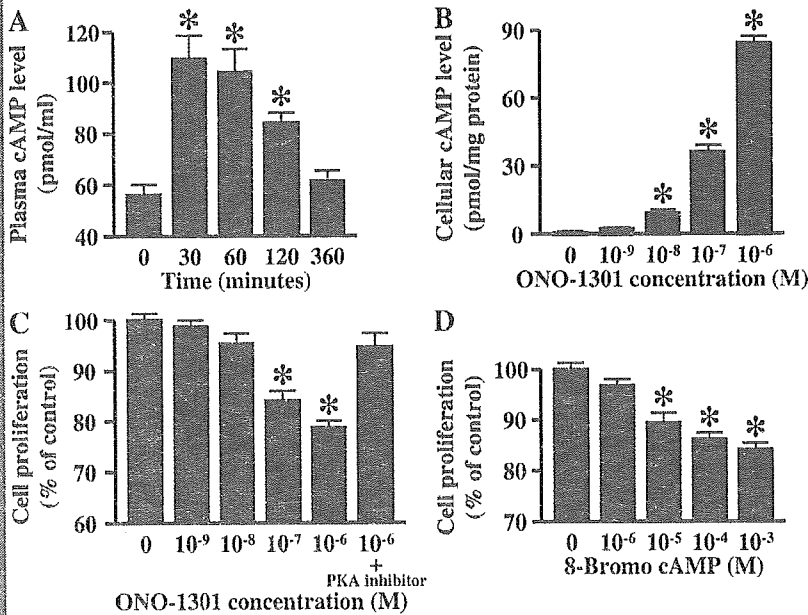 A
Plasma cAMP level
(pmol/ml)
120
100
80
60
40
* * *
0 30 60 120 360
Time (minutes)
B
Cellular cAMP level
(pmol/mg protein)
90
60
30
0
* * *
0 10⁻⁹ 10⁻⁸ 10⁻⁷ 10⁻⁶
ONO-1301 concentration (M)
C
Cell proliferation
(% of control)
100
90
80
70
60
* *
0 10⁻⁹ 10⁻⁸ 10⁻⁷ 10⁻⁶ 10⁻⁶
+
PKA inhibitor
ONO-1301 concentration (M)
D
Cell proliferation
(% of control)
100
90
80
70
* * *
0 10⁻⁶ 10⁻⁵ 10⁻⁴ 10⁻³
8-Bromo cAMP (M)